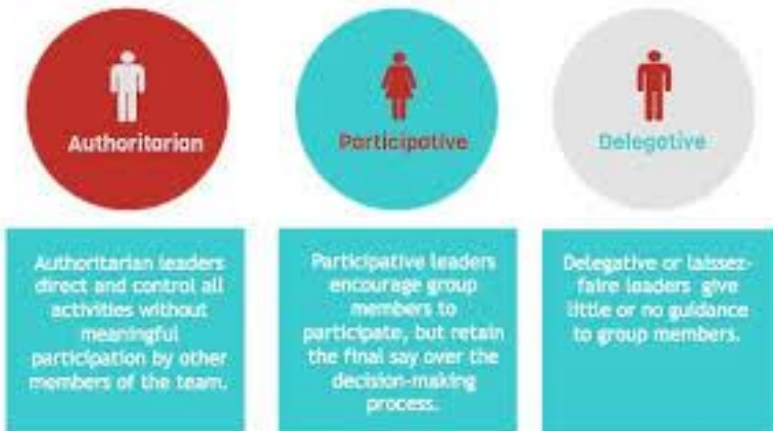 Authoritarian
Participative
Delegative
Authoritarian leaders
direct and control all
activities without
meaningful
participation by other
members of the team.
Participative leaders
encourage group
members to
participate, but retain
the final say over the
decision-making
process.
Delegative or laissez-
faire leaders give
little or no guidance
to group members.